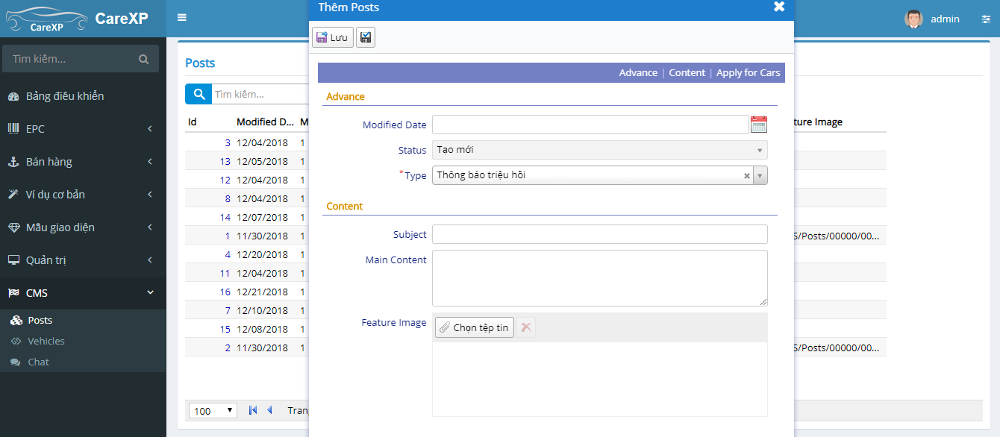 CareXP
CareXP
admin
Tìm kiếm...
Bảng điều khiển
EPC
Bán hàng
Ví dụ cơ bản
Mẫu giao diện
Quản trị
CMS
Posts
Vehicles
Chat
Posts
Tìm kiếm...
Id Modified D... M
3 12/04/2018 1
13 12/05/2018 1
12 12/04/2018 1
8 12/04/2018 1
14 12/07/2018 1
1 11/30/2018 1
4 12/20/2018 1
11 12/04/2018 1
16 12/21/2018 1
7 12/10/2018 1
15 12/08/2018 1
2 11/30/2018 1
100
Thêm Posts
Lưu
Advance | Content | Apply for Cars
Advance
Modified Date
Status Tạo mới
*Type Thông báo triệu hồi
Content
Subject
Main Content
Feature Image Chọn tệp tin
ture Image
S/Posts/00000/00...
S/Posts/00000/00...